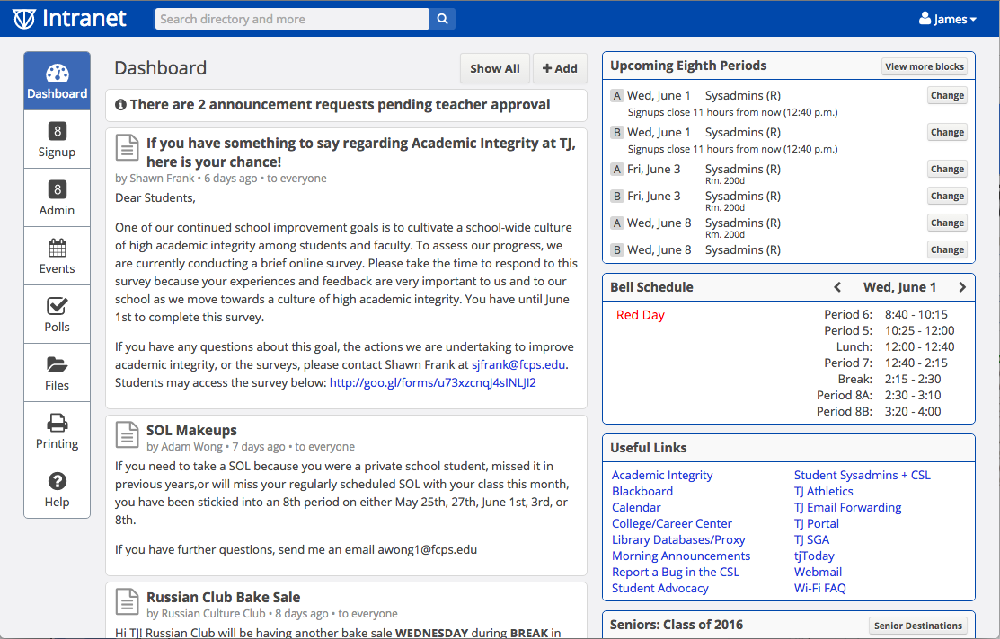 Intranet
Search directory and more
James
Dashboard
8
Signup
8
Admin
Events
Polls
Files
Printing
Help
Dashboard
Show All
+ Add
There are 2 announcement requests pending teacher approval
If you have something to say regarding Academic Integrity at TJ,
here is your chance!
by Shawn Frank • 6 days ago • to everyone
Dear Students,
One of our continued school improvement goals is to cultivate a school-wide culture
of high academic integrity among students and faculty. To assess our progress, we
are currently conducting a brief online survey. Please take the time to respond to this
survey because your experiences and feedback are very important to us and to our
school as we move towards a culture of high academic integrity. You have until June
1st to complete this survey.
If you have any questions about this goal, the actions we are undertaking to improve
academic integrity, or the surveys, please contact Shawn Frank at sjfrank@fcps.edu.
Students may access the survey below: http://goo.gl/forms/u73xzcnqJ4sINLJI2
SOL Makeups
by Adam Wong • 7 days ago • to everyone
If you need to take a SOL because you were a private school student, missed it in
previous years,or will miss your regularly scheduled SOL with your class this month,
you have been stickied into an 8th period on either May 25th, 27th, June 1st, 3rd, or
8th.
If you have further questions, send me an email awong1@fcps.edu
Russian Club Bake Sale
by Russian Culture Club • 8 days ago • to everyone
Hi TJ! Russian Club will be having another bake sale WEDNESDAY during BREAK in
Upcoming Eighth Periods
View more blocks
A Wed, June 1 Sysadmins (R) Change
Signups close 11 hours from now (12:40 p.m.)
B Wed, June 1 Sysadmins (R) Change
Signups close 11 hours from now (12:40 p.m.)
A Fri, June 3 Sysadmins (R) Change
Rm. 200d
B Fri, June 3 Sysadmins (R) Change
Rm. 200d
A Wed, June 8 Sysadmins (R) Change
Rm. 200d
B Wed, June 8 Sysadmins (R) Change
Bell Schedule
Wed, June 1
Red Day
Period 6: 8:40 - 10:15
Period 5: 10:25 - 12:00
Lunch: 12:00 - 12:40
Period 7: 12:40 - 2:15
Break: 2:15 - 2:30
Period 8A: 2:30 - 3:10
Period 8B: 3:20 - 4:00
Useful Links
Academic Integrity
Blackboard
Calendar
College/Career Center
Library Databases/Proxy
Morning Announcements
Report a Bug in the CSL
Student Advocacy
Student Sysadmins + CSL
TJ Athletics
TJ Email Forwarding
TJ Portal
TJ SGA
tjToday
Webmail
Wi-Fi FAQ
Seniors: Class of 2016
Senior Destinations